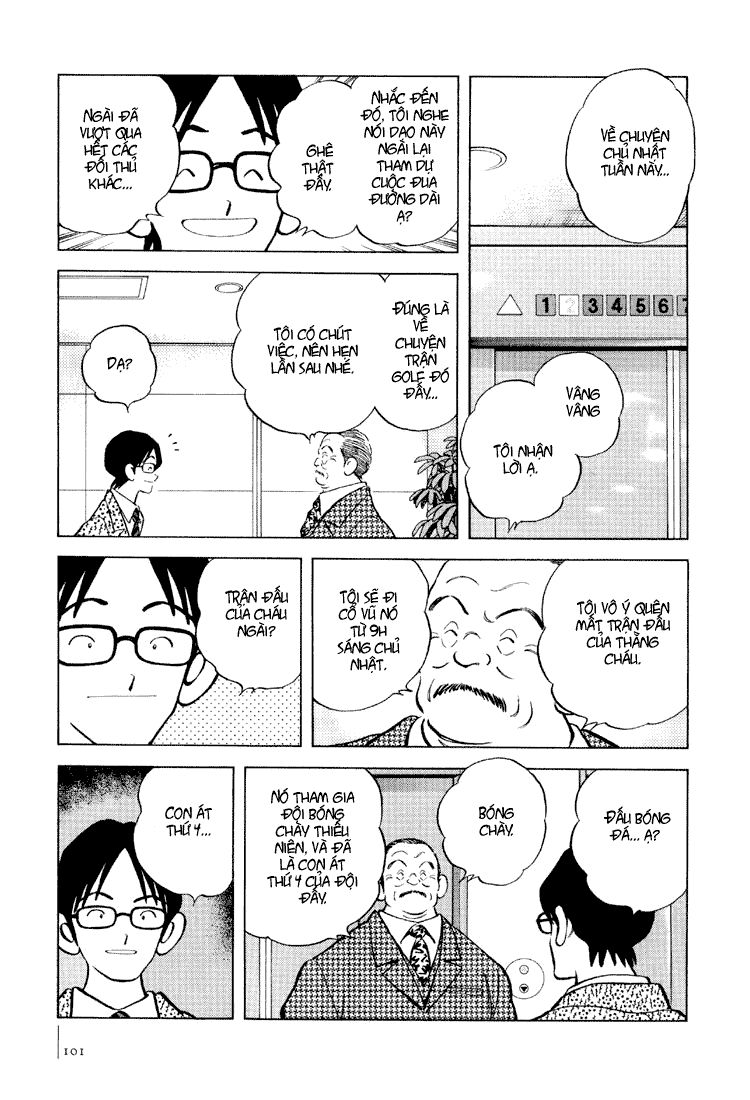 VỀ CHUYỆN
CHỦ NHẬT
TUẦN NÀY...
1 2 3 4 5 6 7
VÂNG
VÂNG
TÔI NHẬN
LỜI Ạ.
NHẮC ĐẾN
ĐÓ, TÔI NGHE
NÓI DẠO NÀY
NGÀI LẠI
THAM DỰ
CUỘC ĐUA
ĐƯỜNG DÀI
Ạ?
GHÊ
THẬT
ĐẤY.
NGÀI ĐÃ
VƯỢT QUA
HẾT CÁC
ĐỐI THỦ
KHÁC...
ĐÚNG LÀ
VỀ
CHUYỆN
TRẬN
GOLF ĐÓ
ĐẤY...
TÔI CÓ CHÚT
VIỆC, NÊN HẸN
LẦN SAU NHÉ.
DẠ?
TÔI VÔ Ý QUÊN
MẤT TRẬN ĐẤU
CỦA THẰNG
CHÁU.
TÔI SẼ ĐI
CỔ VŨ NÓ
TỪ 9H
SÁNG CHỦ
NHẬT.
TRẬN ĐẤU
CỦA CHÁU
NGÀI?
ĐẤU BÓNG
ĐÁ... Ạ?
BÓNG
CHÀY.
NÓ THAM GIA
ĐỘI BÓNG
CHÀY THIẾU
NIÊN, VÀ ĐÃ
LÀ CON ÁT
THỨ 4 CỦA ĐỘI
ĐẤY.
CON ÁT
THỨ 4...
101